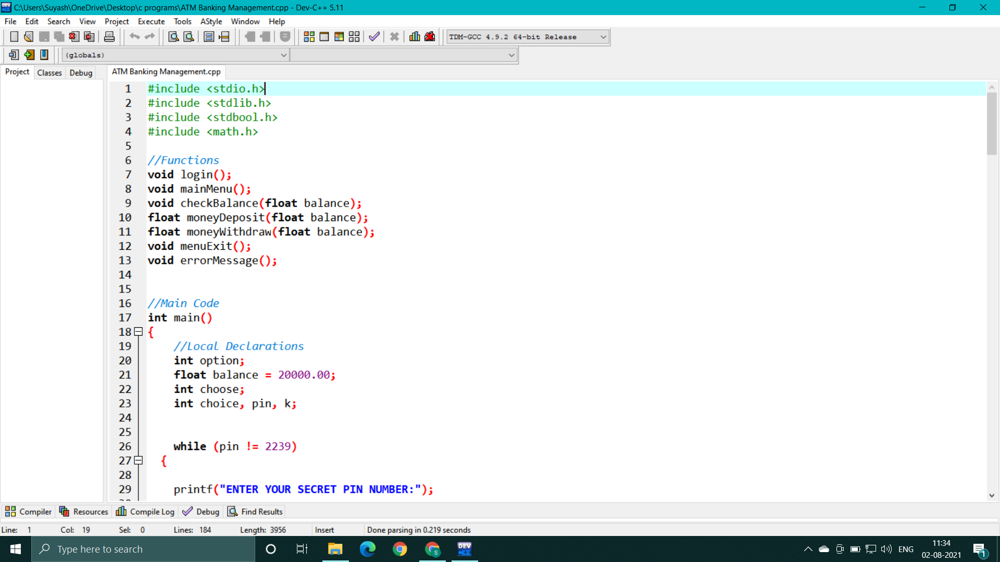 C:\Users\Suyash\OneDrive\Desktop\c programs\ATM Banking Management.cpp - Dev-C++ 5.11
File Edit Search View Project Execute Tools AStyle Window Help
TDM-GCC 4.9.2 64-bit Release
(globals)
Project Classes Debug
ATM Banking Management.cpp
1 #include <stdio.h>
2 #include <stdlib.h>
3 #include <stdbool.h>
4 #include <math.h>
5
6 //Functions
7 void login();
8 void mainMenu();
9 void checkBalance(float balance);
10 float moneyDeposit(float balance);
11 float moneyWithdraw(float balance);
12 void menuExit();
13 void errorMessage();
14
15
16 //Main Code
17 int main()
18 {
19 //Local Declarations
20 int option;
21 float balance = 20000.00;
22 int choose;
23 int choice, pin, k;
24
25
26 while (pin != 2239)
27 {
28
29 printf("ENTER YOUR SECRET PIN NUMBER:");
Compiler Resources Compile Log Debug Find Results
Line: 1 Col: 19 Sel: 0 Lines: 184 Length: 3956 Insert Done parsing in 0.219 seconds
Type here to search
DEV C++
S
ENG
11:34
02-08-2021
1